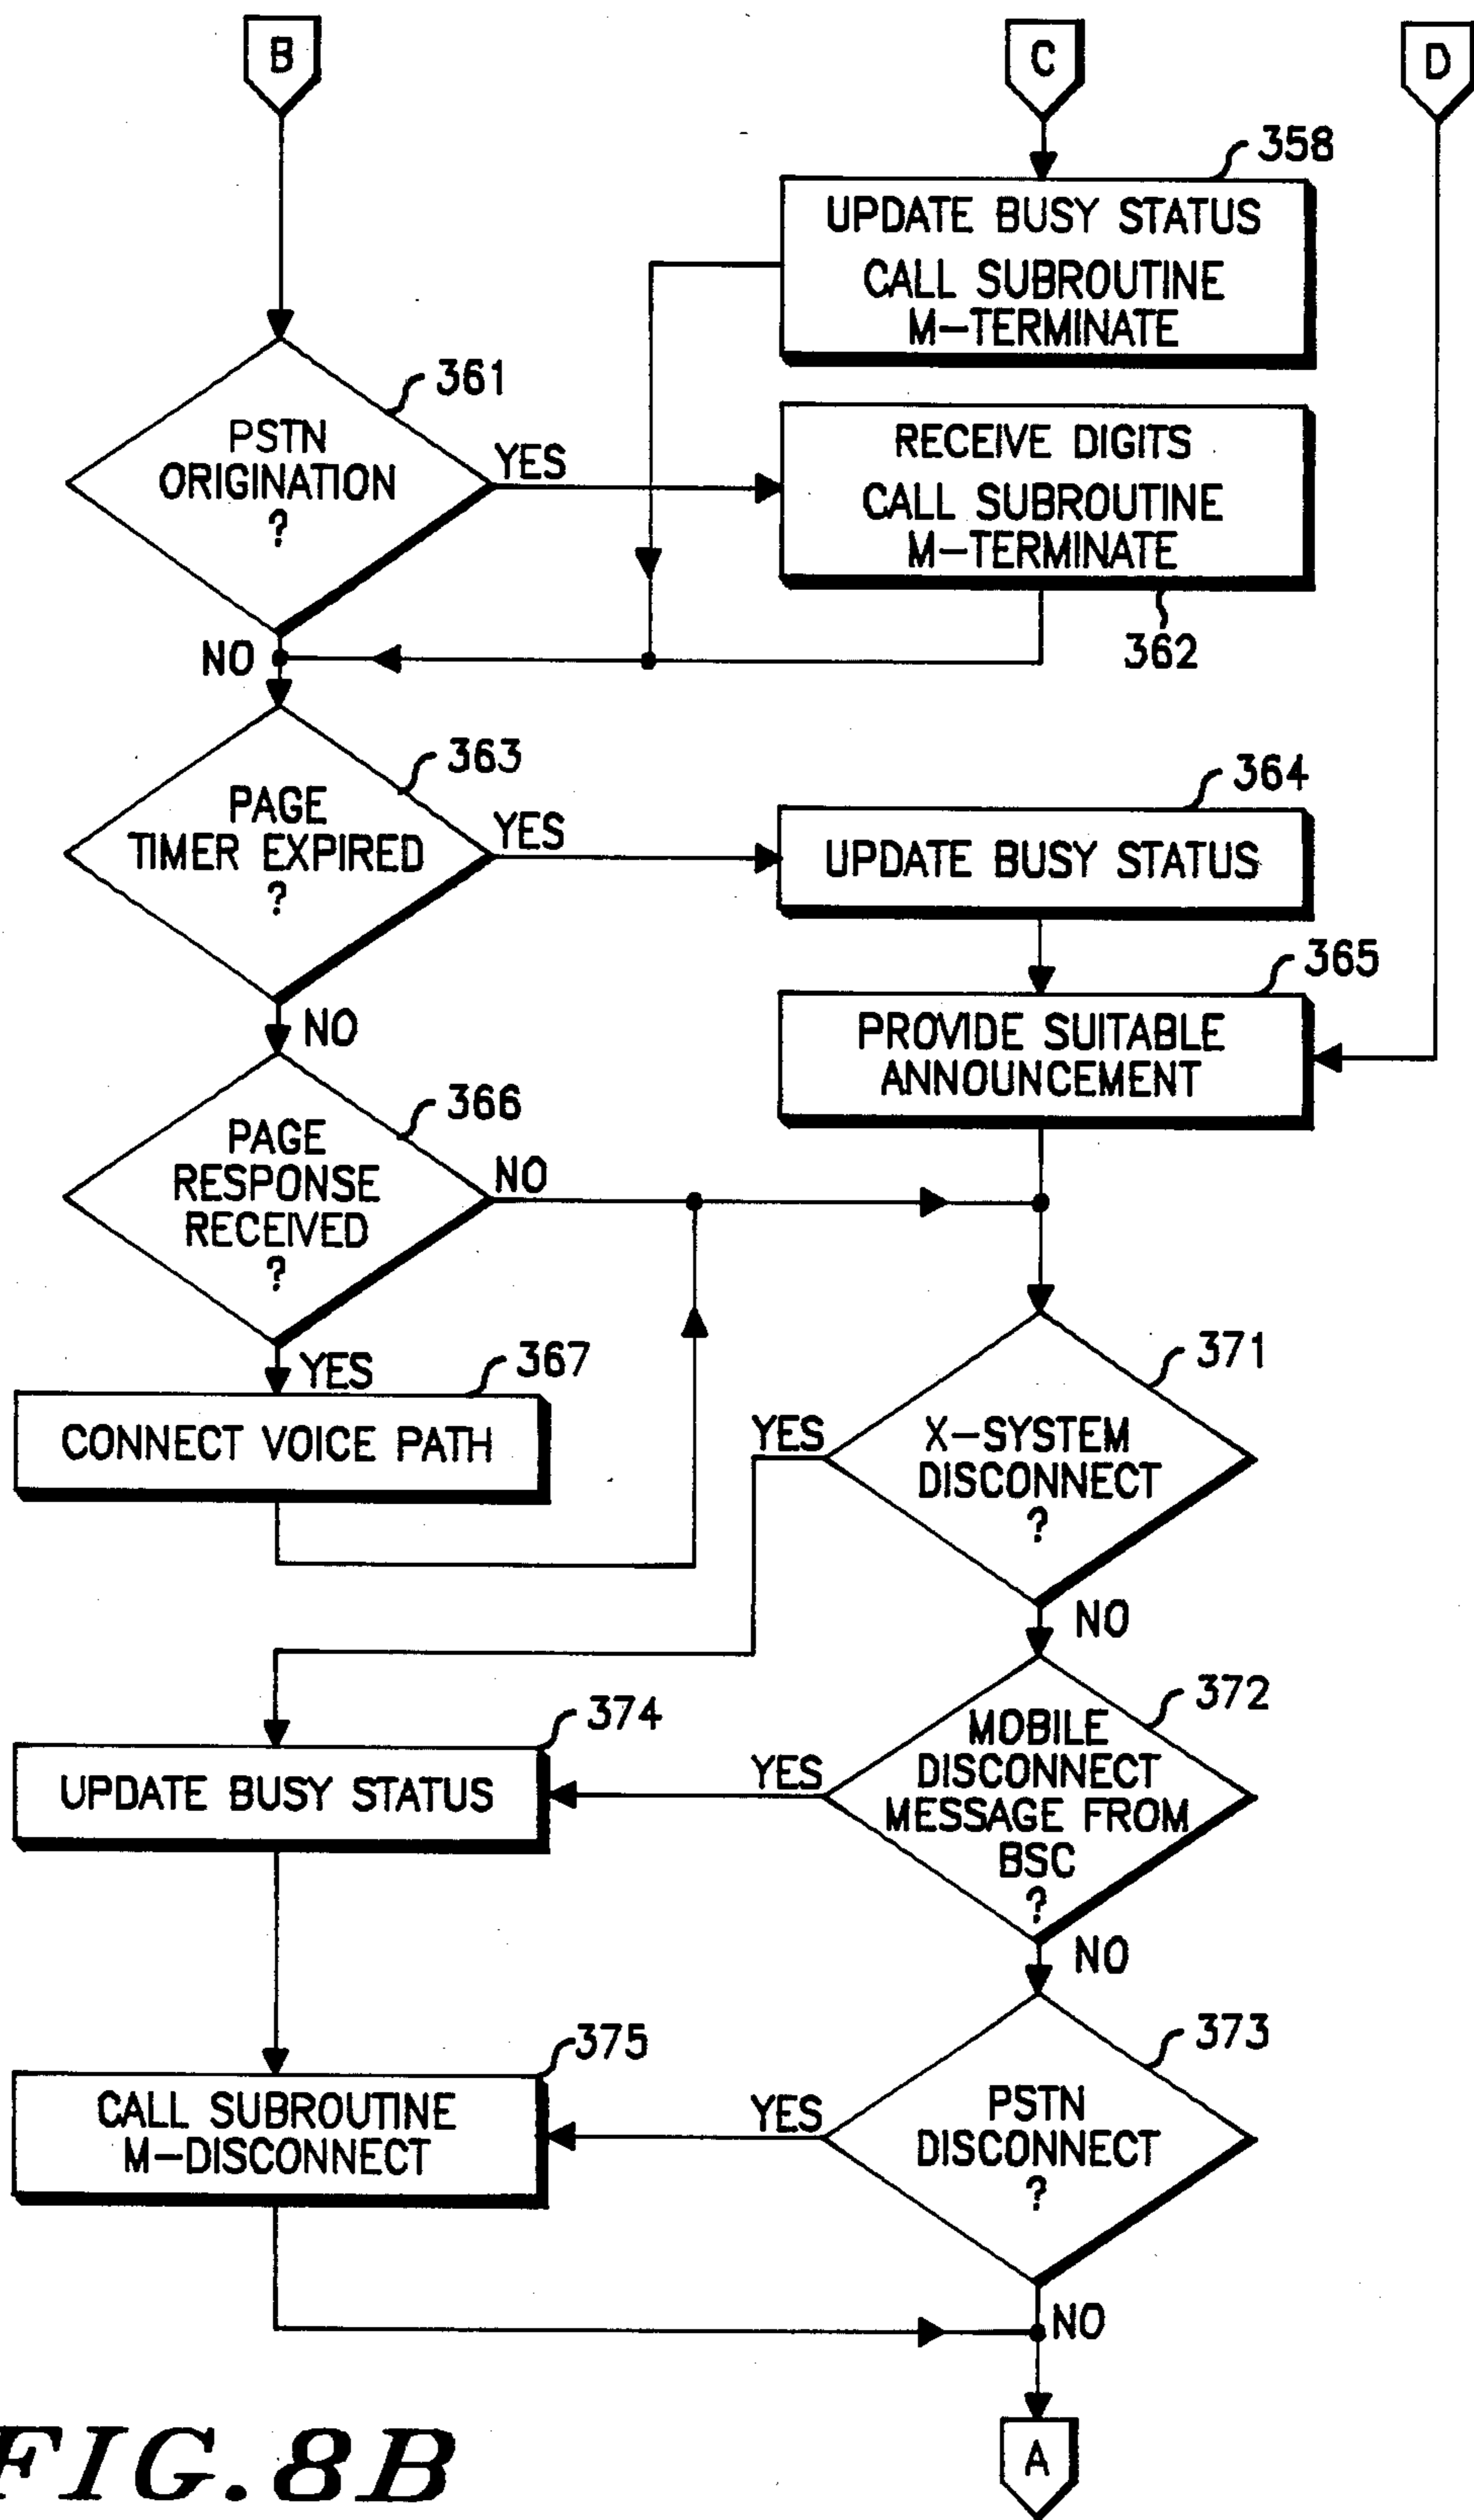 B
C
D
358
UPDATE BUSY STATUS
CALL SUBROUTINE
M-TERMINATE
361
PSTN
ORIGINATION
?
YES
NO
RECEIVE DIGITS
CALL SUBROUTINE
M-TERMINATE
362
363
PAGE
TIMER EXPIRED
?
YES
NO
364
UPDATE BUSY STATUS
365
PROVIDE SUITABLE
ANNOUNCEMENT
366
PAGE
RESPONSE
RECEIVED
?
NO
YES
367
CONNECT VOICE PATH
371
X-SYSTEM
DISCONNECT
?
YES
NO
372
MOBILE
DISCONNECT
MESSAGE FROM
BSC
?
YES
NO
374
UPDATE BUSY STATUS
373
PSTN
DISCONNECT
?
YES
NO
375
CALL SUBROUTINE
M-DISCONNECT
A
FIG. 8B